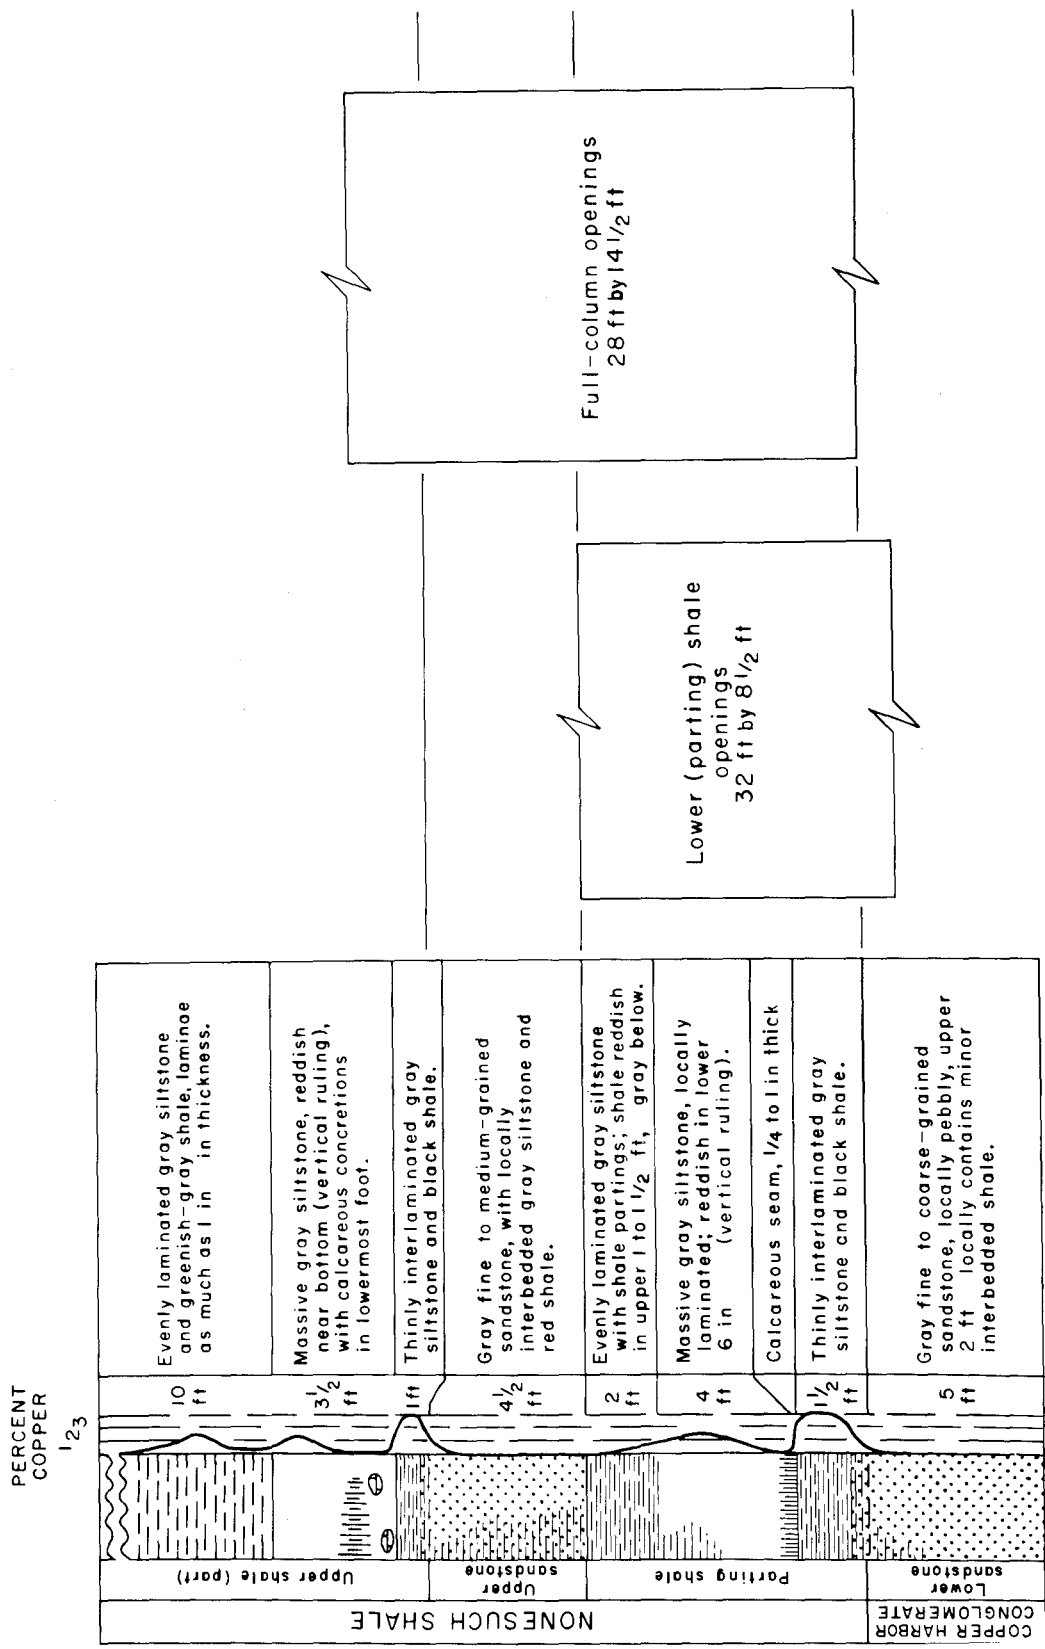 PERCENT
COPPER
1 2 3
NONESUCH SHALE
COPPER HARBOR
CONGLOMERATE
Upper shale (part)
Upper
sandstone
Parting shale
Lower
sandstone
10
ft
Evenly laminated gray siltstone
and greenish-gray shale, laminae
as much as 1 in in thickness.
3 1/2
ft
Massive gray siltstone, reddish
near bottom (vertical ruling),
with calcareous concretions
in lowermost foot.
1 ft
Thinly interlaminated gray
siltstone and black shale.
4 1/2
ft
Gray fine to medium-grained
sandstone, with locally
interbedded gray siltstone and
red shale.
2
ft
Evenly laminated gray siltstone
with shale partings; shale reddish
in upper 1 to 1 1/2 ft, gray below.
4
ft
Massive gray siltstone, locally
laminated; reddish in lower
6 in (vertical ruling).
Calcareous seam, 1/4 to 1 in thick
1 1/2
ft
Thinly interlaminated gray
siltstone and black shale.
5
ft
Gray fine to coarse-grained
sandstone, locally pebbly, upper
2 ft locally contains minor
interbedded shale.
Lower (parting) shale
openings
32 ft by 8 1/2 ft
Full-column openings
28 ft by 14 1/2 ft